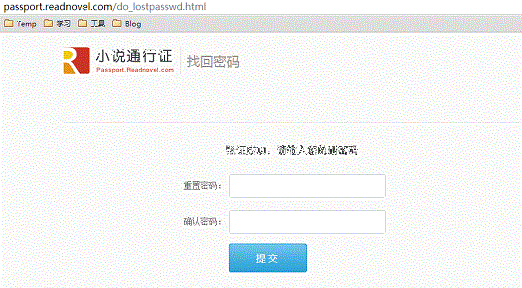 passport.readnovel.com/do_lostpasswd.html
Temp 学习 工具 Blog
小说通行证 找回密码
Passport.Readnovel.com
验证成功，请输入您的新密码
重置密码：
确认密码：
提交